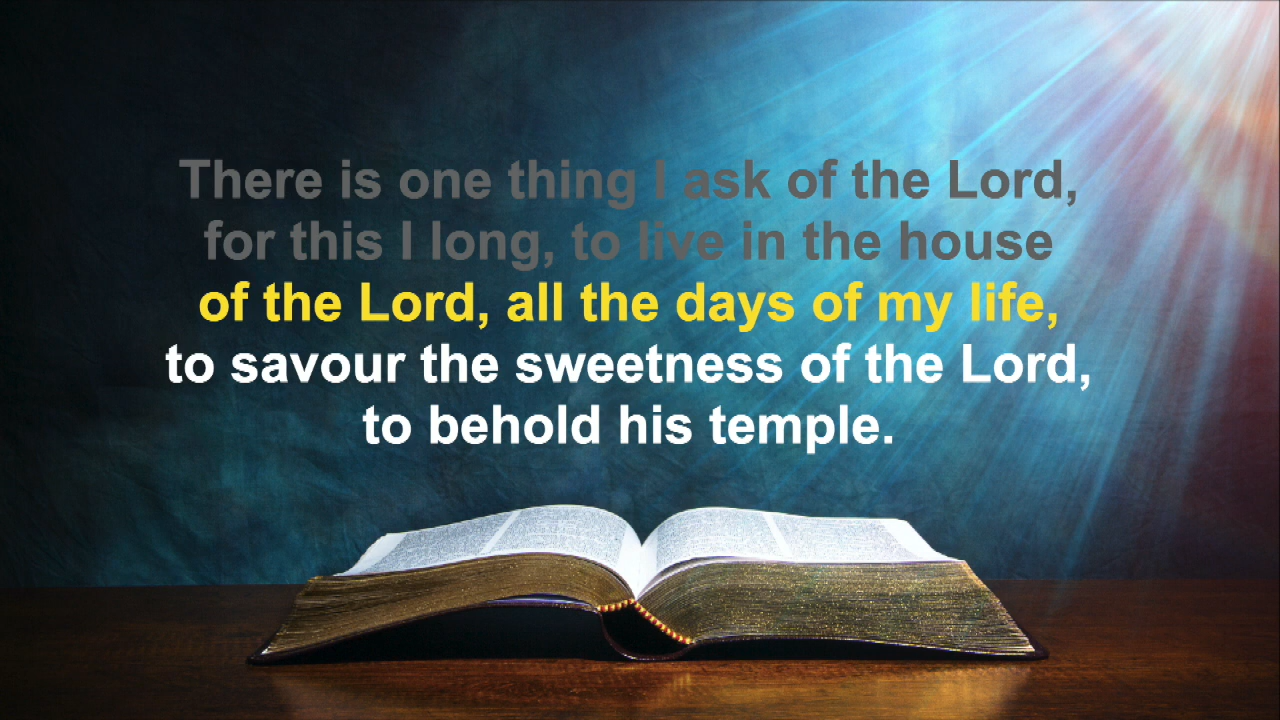 There is one thing I ask of the Lord,
for this I long, to live in the house
of the Lord, all the days of my life,
to savour the sweetness of the Lord,
to behold his temple.